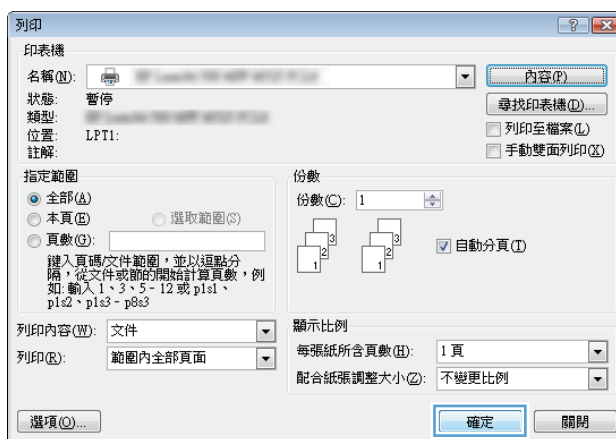 列印
印表機
名稱(N):
內容(P)
狀態: 暫停
尋找印表機(D)...
類型:
位置: LPT1:
列印至檔案(L)
註解:
手動雙面列印(X)
指定範圍
全部(A)
本頁(E) 選取範圍(S)
頁數(G):
鍵入頁碼/文件範圍，並以逗點分
隔，從文件或節的開始計算頁數，例
如: 輸入 1、3、5 - 12 或 p1s1、
p1s2、p1s3 - p8s3
份數
份數(C): 1
1 2 3 1 2 3
自動分頁(T)
列印內容(W): 文件
列印(R): 範圍內全部頁面
顯示比例
每張紙所含頁數(H): 1 頁
配合紙張調整大小(Z): 不變更比例
選項(O)...
確定
關閉